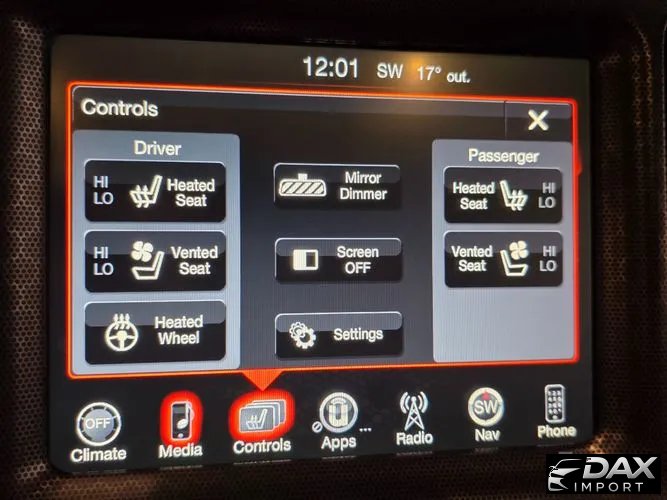 12:01 SW 17° out.
Controls X
Driver
Passenger
HI
LO
Heated
Seat
Mirror
Dimmer
Heated
Seat
HI
LO
HI
LO
Vented
Seat
Screen
OFF
Vented
Seat
HI
LO
Heated
Wheel
Settings
OFF
Climate
Media
Controls
Apps
...
Radio
SW
Nav
Phone
DAX
IMPORT